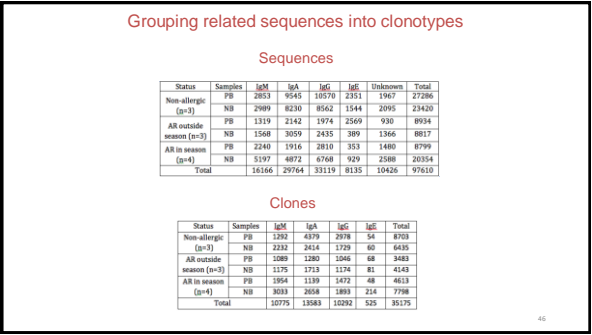 Grouping related sequences into clonotypes
Sequences
Status Samples IgM IgA IgG IgE Unknown Total
Non-allergic (n=3) PB 2853 9545 10570 2351 1967 27286
NB 2989 8230 8562 1544 2095 23420
AR outside season (n=3) PB 1319 2142 1974 2569 930 8934
NB 1568 3059 2435 389 1366 8817
AR in season (n=4) PB 2240 1916 2810 353 1480 8799
NB 5197 4872 6768 929 2588 20354
Total 16166 29764 33119 8135 10426 97610
Clones
Status Samples IgM IgA IgG IgE Total
Non-allergic (n=3) PB 1292 4379 2978 54 8703
NB 2232 2414 1729 60 6435
AR outside season (n=3) PB 1089 1280 1046 68 3483
NB 1175 1713 1174 81 4143
AR in season (n=4) PB 1954 1139 1472 48 4613
NB 3033 2658 1893 214 7798
Total 10775 13583 10292 525 35175
46